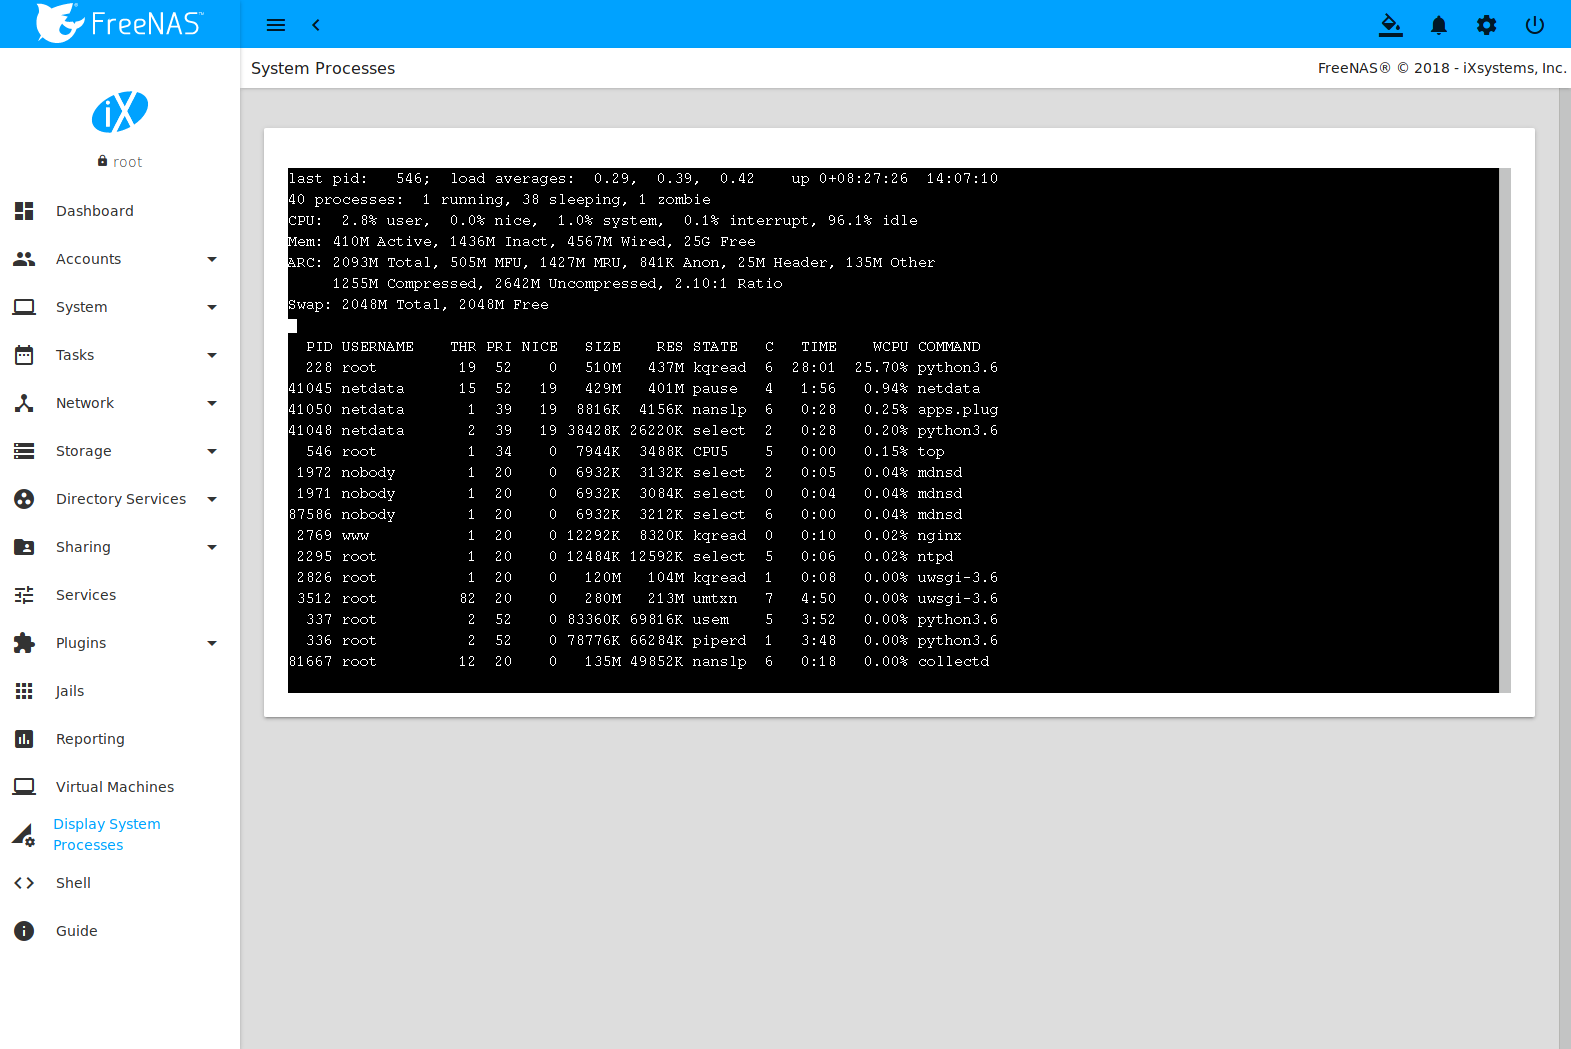 FreeNAS™
System Processes
FreeNAS® © 2018 - iXsystems, Inc.
iX
root
Dashboard
Accounts
System
Tasks
Network
Storage
Directory Services
Sharing
Services
Plugins
Jails
Reporting
Virtual Machines
Display System
Processes
Shell
Guide
last pid:   546;  load averages:  0.29,  0.39,  0.42    up 0+08:27:26  14:07:10
40 processes:  1 running, 38 sleeping, 1 zombie
CPU:  2.8% user,  0.0% nice,  1.0% system,  0.1% interrupt, 96.1% idle
Mem: 410M Active, 1436M Inact, 4567M Wired, 25G Free
ARC: 2093M Total, 505M MFU, 1427M MRU, 841K Anon, 25M Header, 135M Other
     1255M Compressed, 2642M Uncompressed, 2.10:1 Ratio
Swap: 2048M Total, 2048M Free
  PID USERNAME    THR PRI NICE   SIZE    RES STATE   C   TIME    WCPU COMMAND
  228 root         19  52    0   510M   437M kqread  6  28:01  25.70% python3.6
41045 netdata      15  52   19   429M   401M pause   4   1:56   0.94% netdata
41050 netdata       1  39   19  8816K  4156K nanslp  6   0:28   0.25% apps.plug
41048 netdata       2  39   19 38428K 26220K select  2   0:28   0.20% python3.6
  546 root          1  34    0  7944K  3488K CPU5    5   0:00   0.15% top
 1972 nobody        1  20    0  6932K  3132K select  2   0:05   0.04% mdnsd
 1971 nobody        1  20    0  6932K  3084K select  0   0:04   0.04% mdnsd
87586 nobody        1  20    0  6932K  3212K select  6   0:00   0.04% mdnsd
 2769 www           1  20    0 12292K  8320K kqread  0   0:10   0.02% nginx
 2295 root          1  20    0 12484K 12592K select  5   0:06   0.02% ntpd
 2826 root          1  20    0   120M   104M kqread  1   0:08   0.00% uwsgi-3.6
 3512 root         82  20    0   280M   213M umtxn   7   4:50   0.00% uwsgi-3.6
  337 root          2  52    0 83360K 69816K usem    5   3:52   0.00% python3.6
  336 root          2  52    0 78776K 66284K piperd  1   3:48   0.00% python3.6
81667 root         12  20    0   135M 49852K nanslp  6   0:18   0.00% collectd